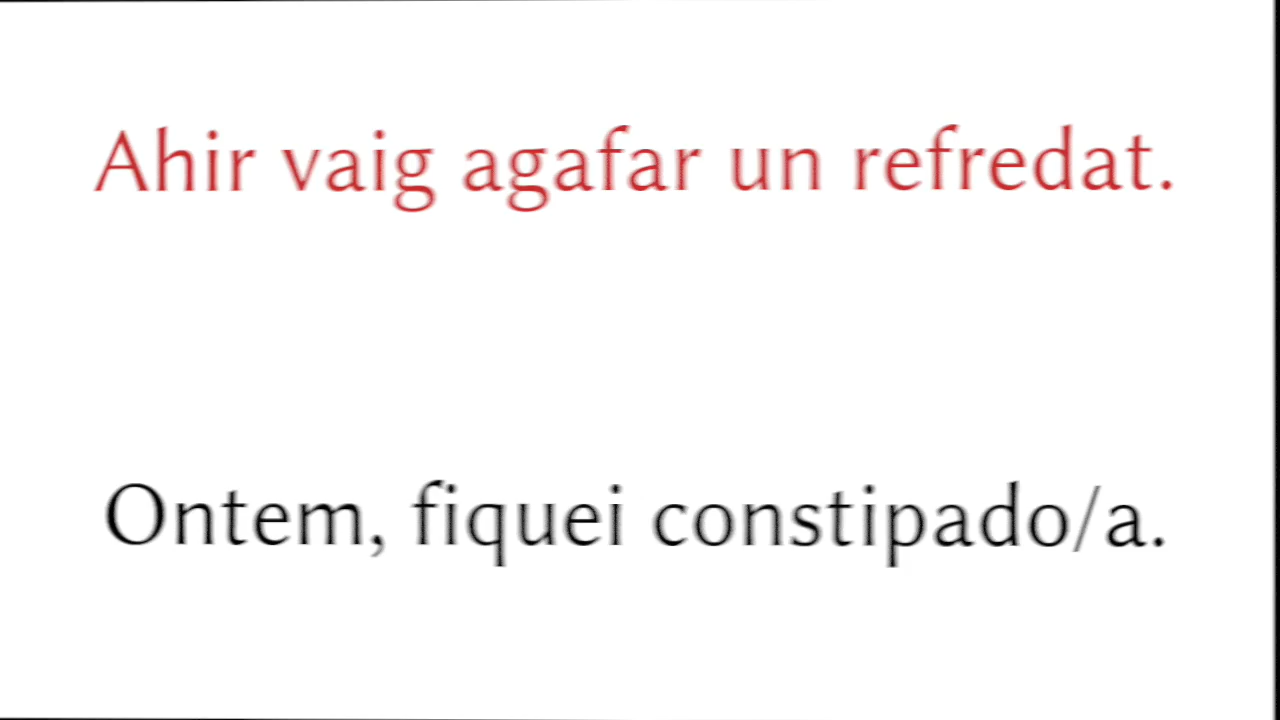 Ahir vaig agafar un refredat.
Ontem, fiquei constipado/a.